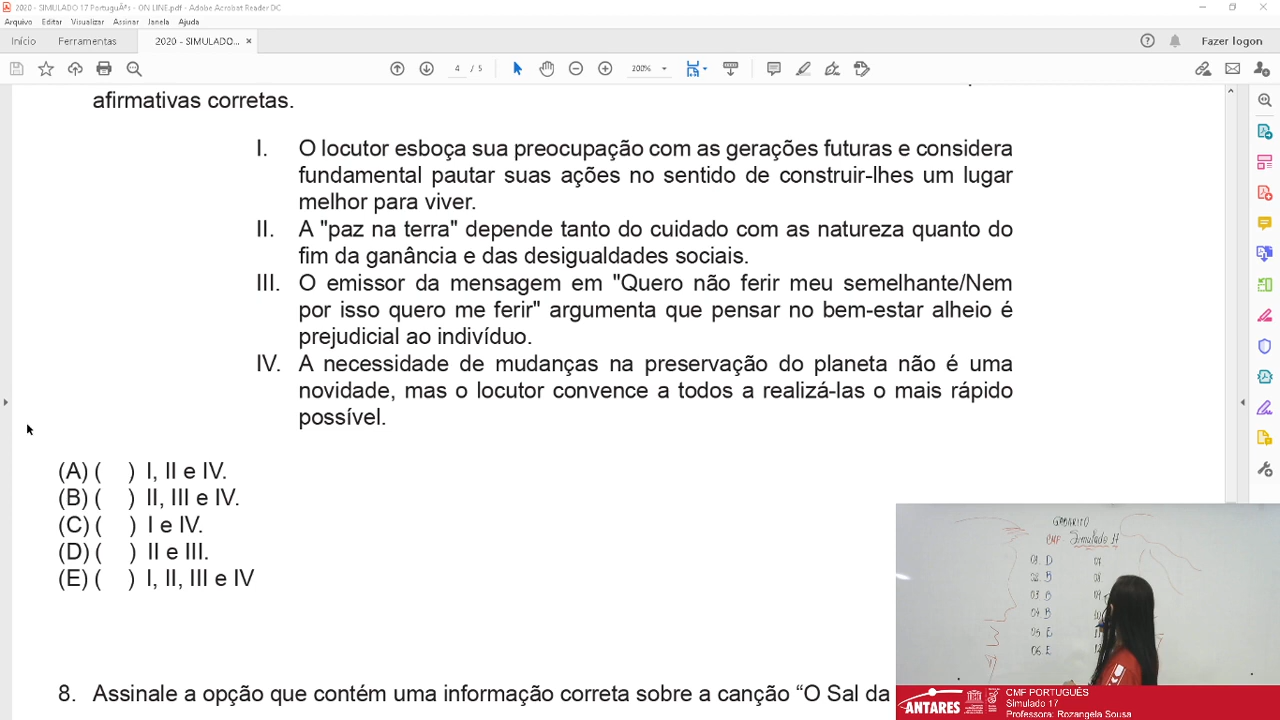 2020 - SIMULADO 17 PortuguÃªs - ON LINE.pdf - Adobe Acrobat Reader DC
Arquivo Editar Visualizar Assinar Janela Ajuda
Início Ferramentas 2020 - SIMULADO... × Fazer logon
4 / 5 200%
afirmativas corretas.
I. O locutor esboça sua preocupação com as gerações futuras e considera
fundamental pautar suas ações no sentido de construir-lhes um lugar
melhor para viver.
II. A "paz na terra" depende tanto do cuidado com as natureza quanto do
fim da ganância e das desigualdades sociais.
III. O emissor da mensagem em "Quero não ferir meu semelhante/Nem
por isso quero me ferir" argumenta que pensar no bem-estar alheio é
prejudicial ao indivíduo.
IV. A necessidade de mudanças na preservação do planeta não é uma
novidade, mas o locutor convence a todos a realizá-las o mais rápido
possível.
(A) ( ) I, II e IV.
(B) ( ) II, III e IV.
(C) ( ) I e IV.
(D) ( ) II e III.
(E) ( ) I, II, III e IV
8. Assinale a opção que contém uma informação correta sobre a canção “O Sal da
GABARITO
CMF Simulado 17
01. D 07
02. B 08
03 B 09
04. B 10
05. E 11
06. E 12
ANTARES
CMF PORTUGUÊS
Simulado 17
Professora: Rozangela Sousa